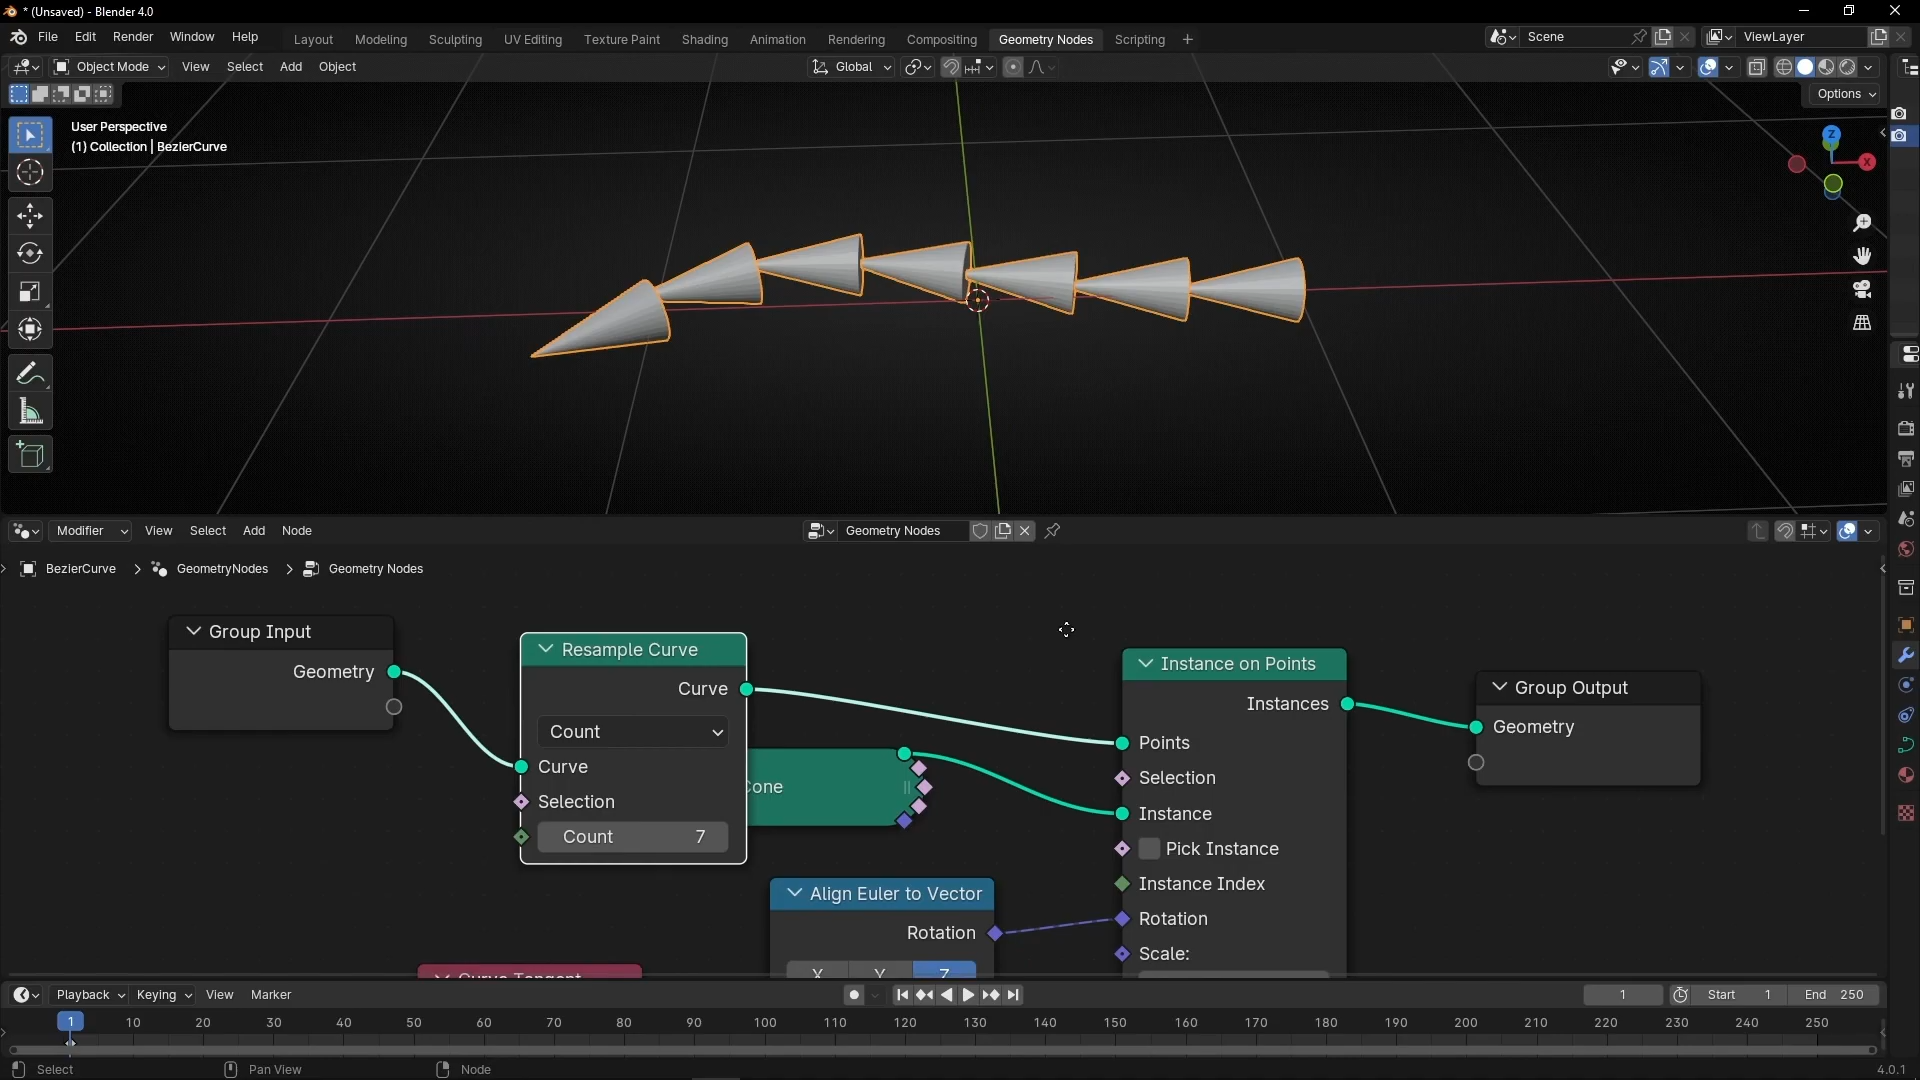 * (Unsaved) - Blender 4.0
File Edit Render Window Help Layout Modeling Sculpting UV Editing Texture Paint Shading Animation Rendering Compositing Geometry Nodes Scripting + Scene ViewLayer
Object Mode View Select Add Object Global
Options
User Perspective
(1) Collection | BezierCurve
Z
X
Modifier View Select Add Node Geometry Nodes
BezierCurve > GeometryNodes > Geometry Nodes
Group Input
Geometry
Resample Curve
Curve
Count
Curve
Selection
Count 7
Cone
Align Euler to Vector
Rotation
X Y Z
Curve Tangent
Instance on Points
Instances
Points
Selection
Instance
Pick Instance
Instance Index
Rotation
Scale:
Group Output
Geometry
Playback Keying View Marker 1 Start 1 End 250
1 10 20 30 40 50 60 70 80 90 100 110 120 130 140 150 160 170 180 190 200 210 220 230 240 250
Select Pan View Node 4.0.1